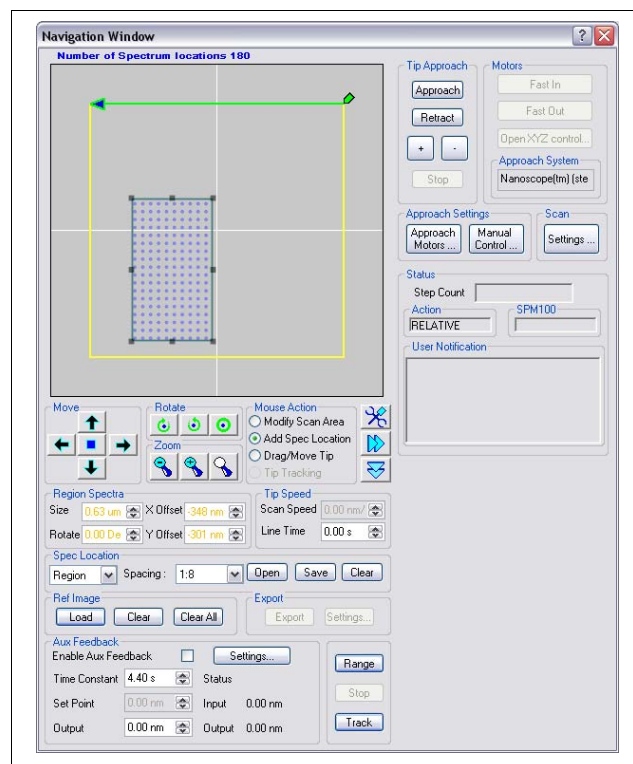 Navigation Window
Number of Spectrum locations 180
Tip Approach
Approach
Retract
+ -
Stop
Motors
Fast In
Fast Out
Open XYZ control...
Approach System
Nanoscope(tm) (ste
Approach Settings
Approach Motors ...
Manual Control ...
Scan
Settings ...
Status
Step Count
Action
RELATIVE
SPM100
User Notification
Move
Rotate
Zoom
Mouse Action
Modify Scan Area
Add Spec Location
Drag/Move Tip
Tip Tracking
Region Spectra
Size 0.63 um X Offset -348 nm
Rotate 0.00 De Y Offset -301 nm
Tip Speed
Scan Speed 0.00 nm/
Line Time 0.00 s
Spec Location
Region Spacing : 1:8 Open Save Clear
Ref Image
Load Clear Clear All
Export
Export Settings...
Aux Feedback
Enable Aux Feedback Settings...
Time Constant 4.40 s Status
Set Point 0.00 nm Input 0.00 nm
Output 0.00 nm Output 0.00 nm
Range
Stop
Track